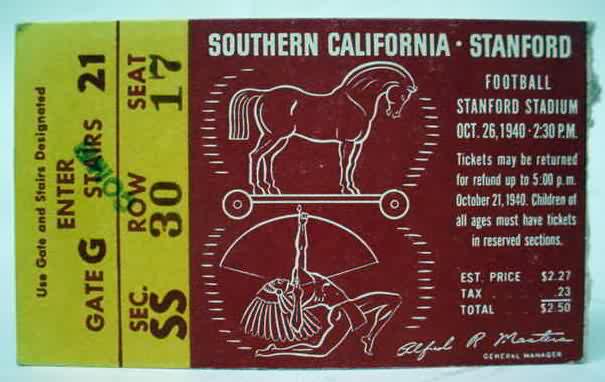 Use Gate and Stairs Designated
ENTER
GATE G STAIRS 21
SEC. SS ROW 30 SEAT 17
SOUTHERN CALIFORNIA · STANFORD
FOOTBALL
STANFORD STADIUM
OCT. 26, 1940 · 2:30 P.M.
Tickets may be returned
for refund up to 5:00 p.m.
October 21, 1940. Children of
all ages must have tickets
in reserved sections.
EST. PRICE $2.27
TAX .23
TOTAL $2.50
Alfred R Masters
GENERAL MANAGER